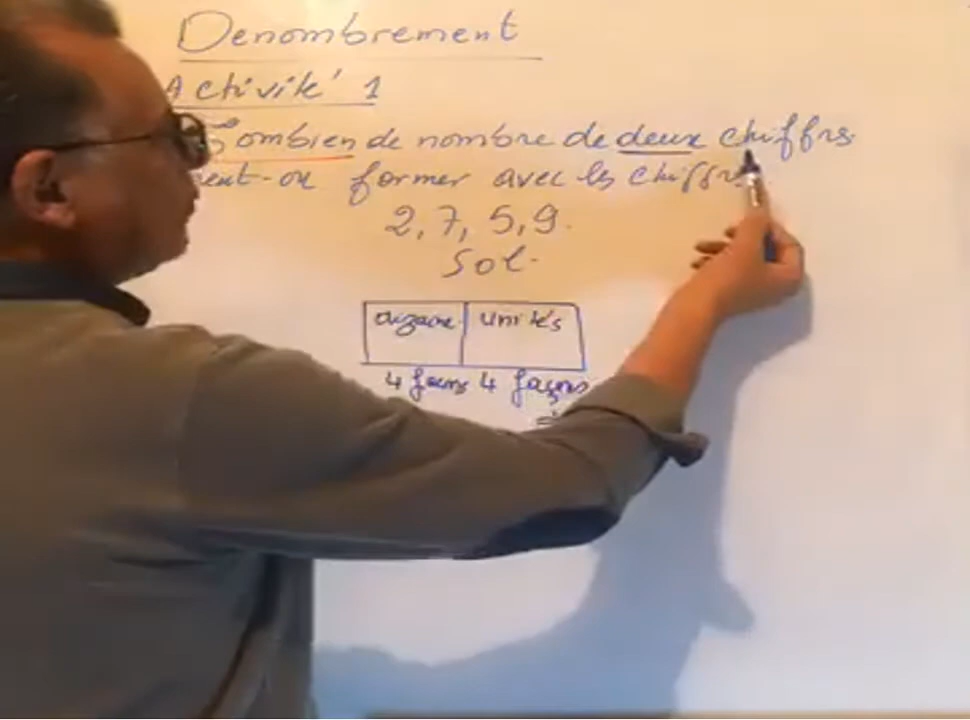 Denombrement
Activité 1
Combien de nombre de deux chiffrs
peut-on former avec les chiffrs
2, 7, 5, 9.
Sol.
dizaine unités
4 façons 4 façons